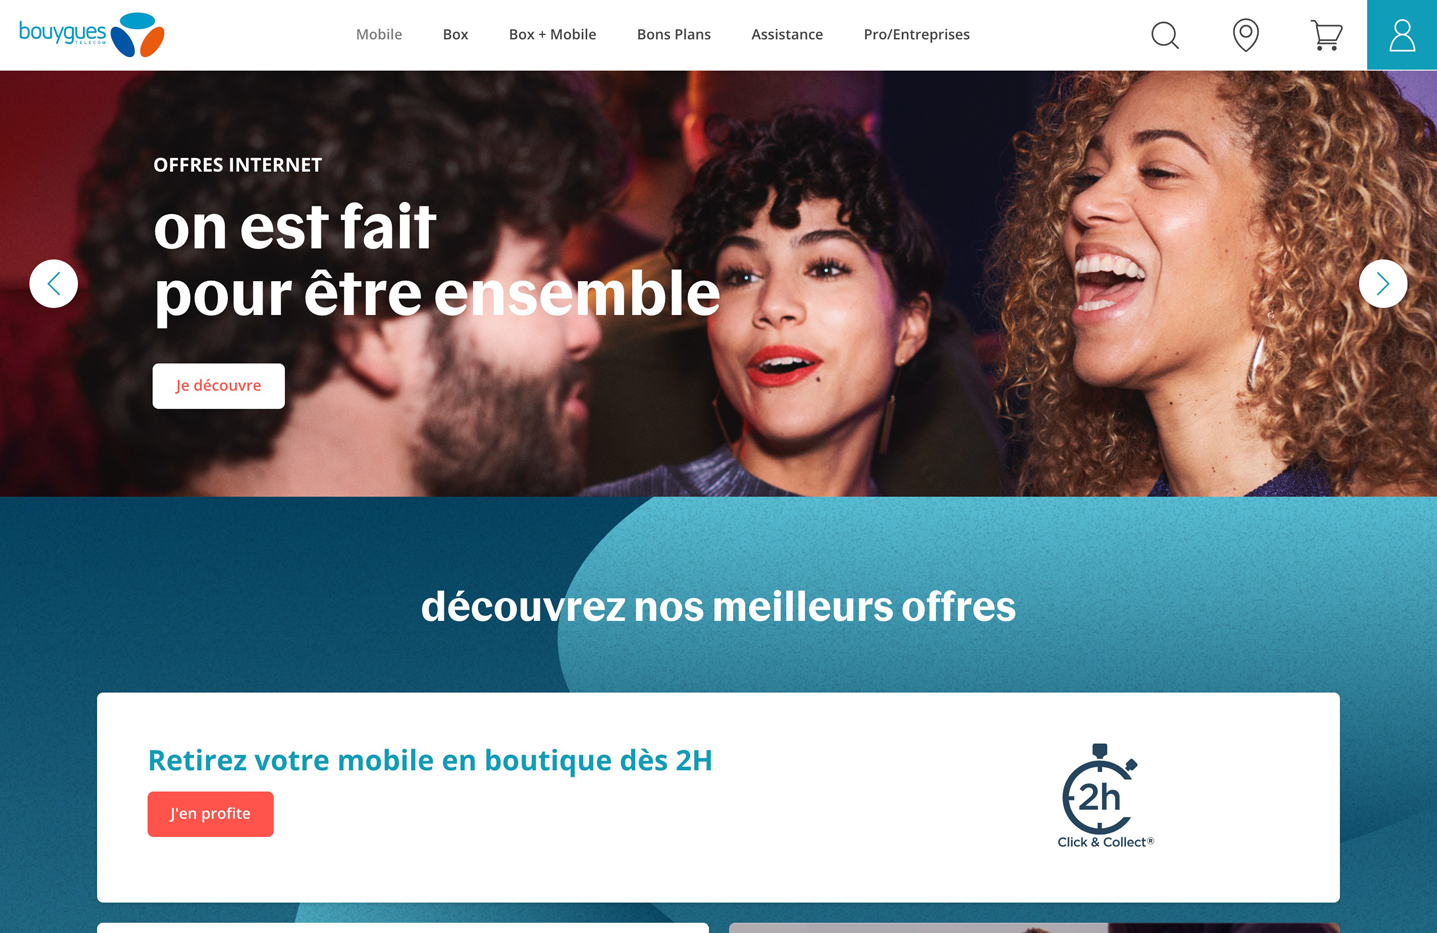 bouygues
TELECOM
Mobile
Box
Box + Mobile
Bons Plans
Assistance
Pro/Entreprises
OFFRES INTERNET
on est fait
pour être ensemble
Je découvre
découvrez nos meilleurs offres
Retirez votre mobile en boutique dès 2H
J'en profite
2h
Click & Collect®